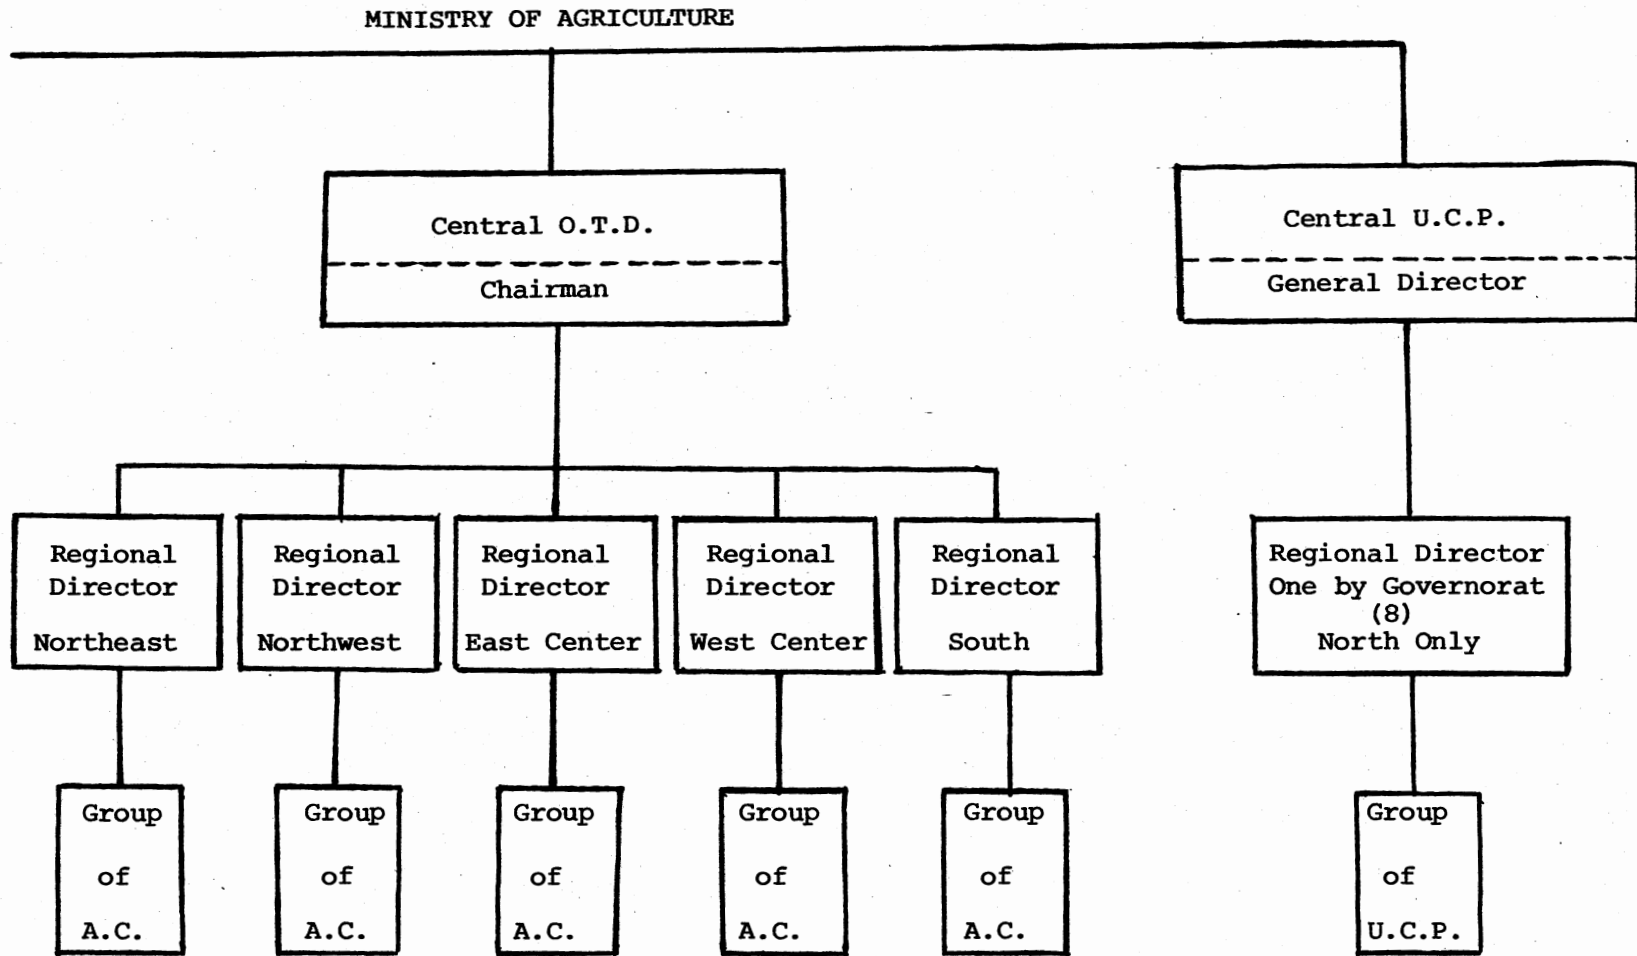 MINISTRY OF AGRICULTURE
Central O.T.D.
Chairman
Central U.C.P.
General Director
Regional
Director
Northeast
Regional
Director
Northwest
Regional
Director
East Center
Regional
Director
West Center
Regional
Director
South
Regional Director
One by Governorat
(8)
North Only
Group
of
A.C.
Group
of
A.C.
Group
of
A.C.
Group
of
A.C.
Group
of
A.C.
Group
of
U.C.P.